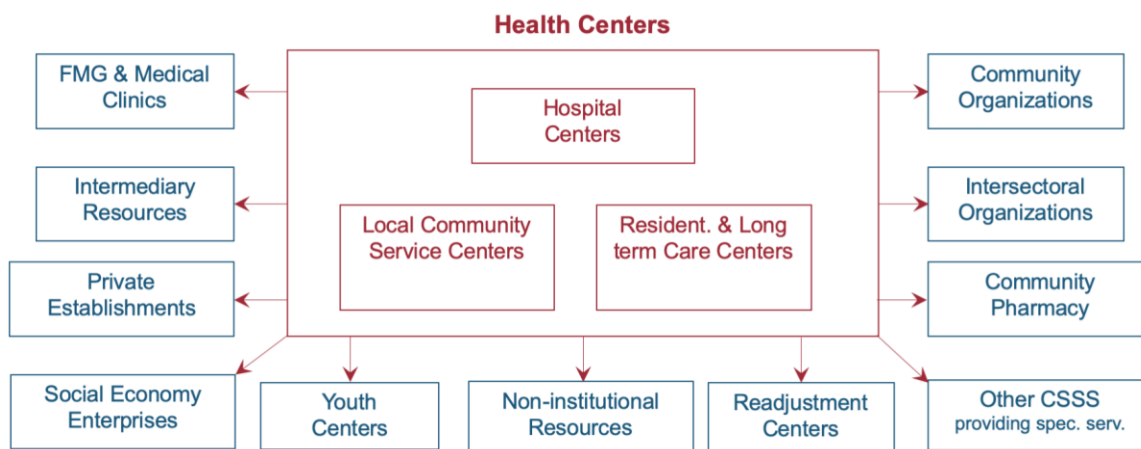 Health Centers
FMG & Medical
Clinics
Hospital
Centers
Community
Organizations
Intermediary
Resources
Local Community
Service Centers
Resident. & Long
term Care Centers
Intersectoral
Organizations
Private
Establishments
Community
Pharmacy
Social Economy
Enterprises
Youth
Centers
Non-institutional
Resources
Readjustment
Centers
Other CSSS
providing spec. serv.